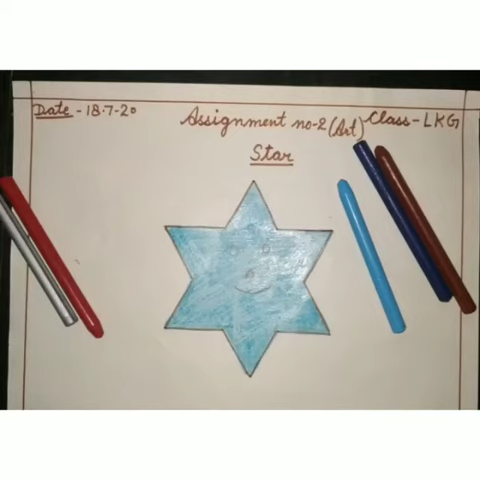 Date - 18.7-20
Assignment no-2 (Art) Class - LKG
Star